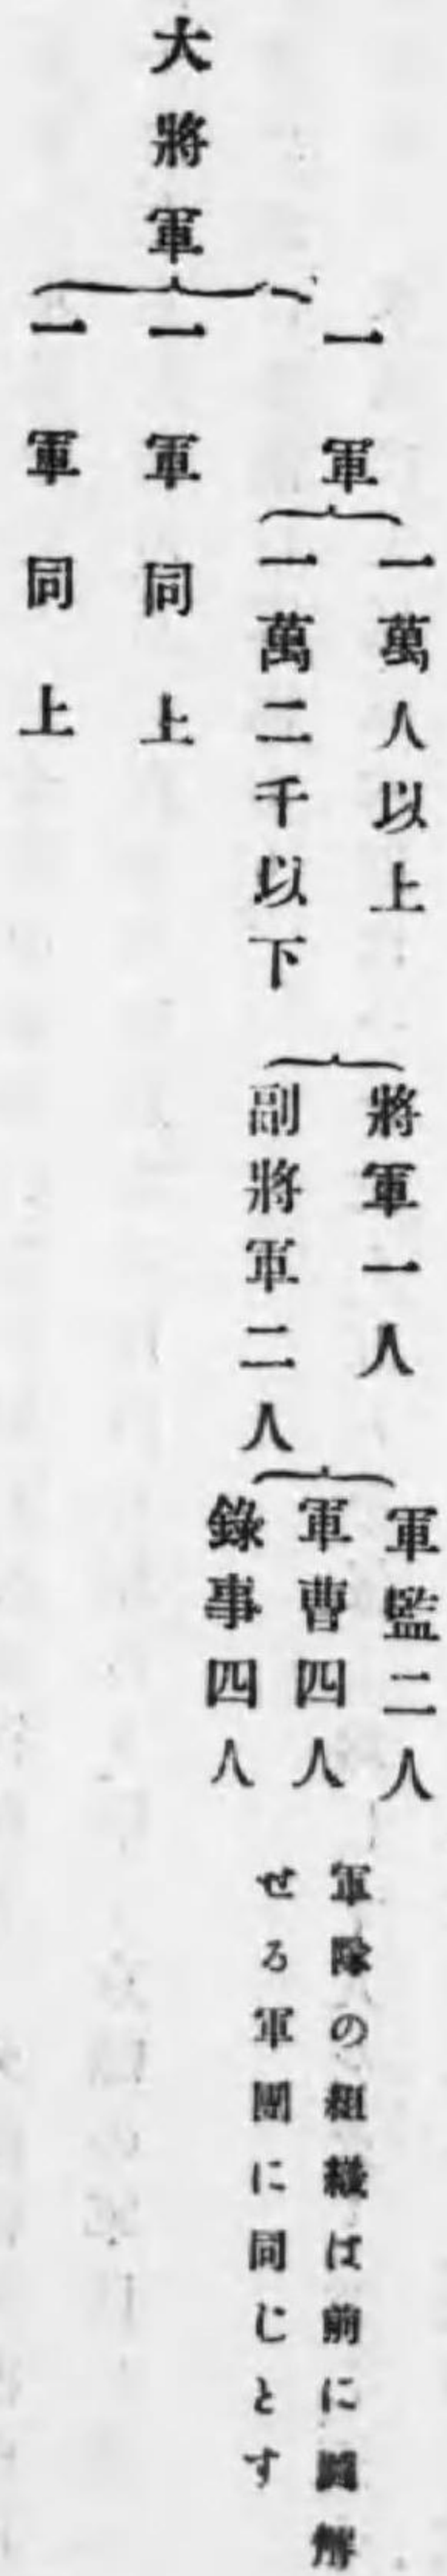 大將軍
一軍
一萬人以上
一萬二千以下
將軍一人
副將軍二人
軍監二人
軍曹四人
錄事四人
軍隊の組織は前に圖解
せる軍團に同じとす
一軍同上
一軍同上